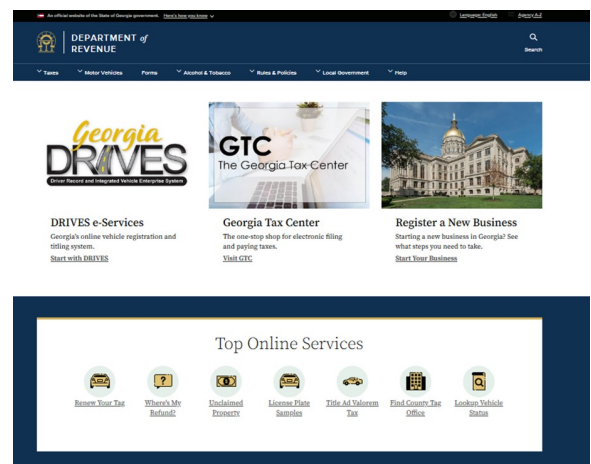 An official website of the State of Georgia government. Here's how you know
Language: English
Agency A-Z
DEPARTMENT of
REVENUE
Search
Taxes
Motor Vehicles
Forms
Alcohol & Tobacco
Rules & Policies
Local Government
Help
Georgia
DRIVES
Driver Record and Integrated Vehicle Enterprise System
GTC
The Georgia Tax Center
DRIVES e-Services
Georgia's online vehicle registration and
titling system.
Start with DRIVES
Georgia Tax Center
The one-stop shop for electronic filing
and paying taxes.
Visit GTC
Register a New Business
Starting a new business in Georgia? See
what steps you need to take.
Start Your Business
Top Online Services
Renew Your Tag
Where's My
Refund?
Unclaimed
Property
License Plate
Samples
Title Ad Valorem
Tax
Find County Tag
Office
Lookup Vehicle
Status